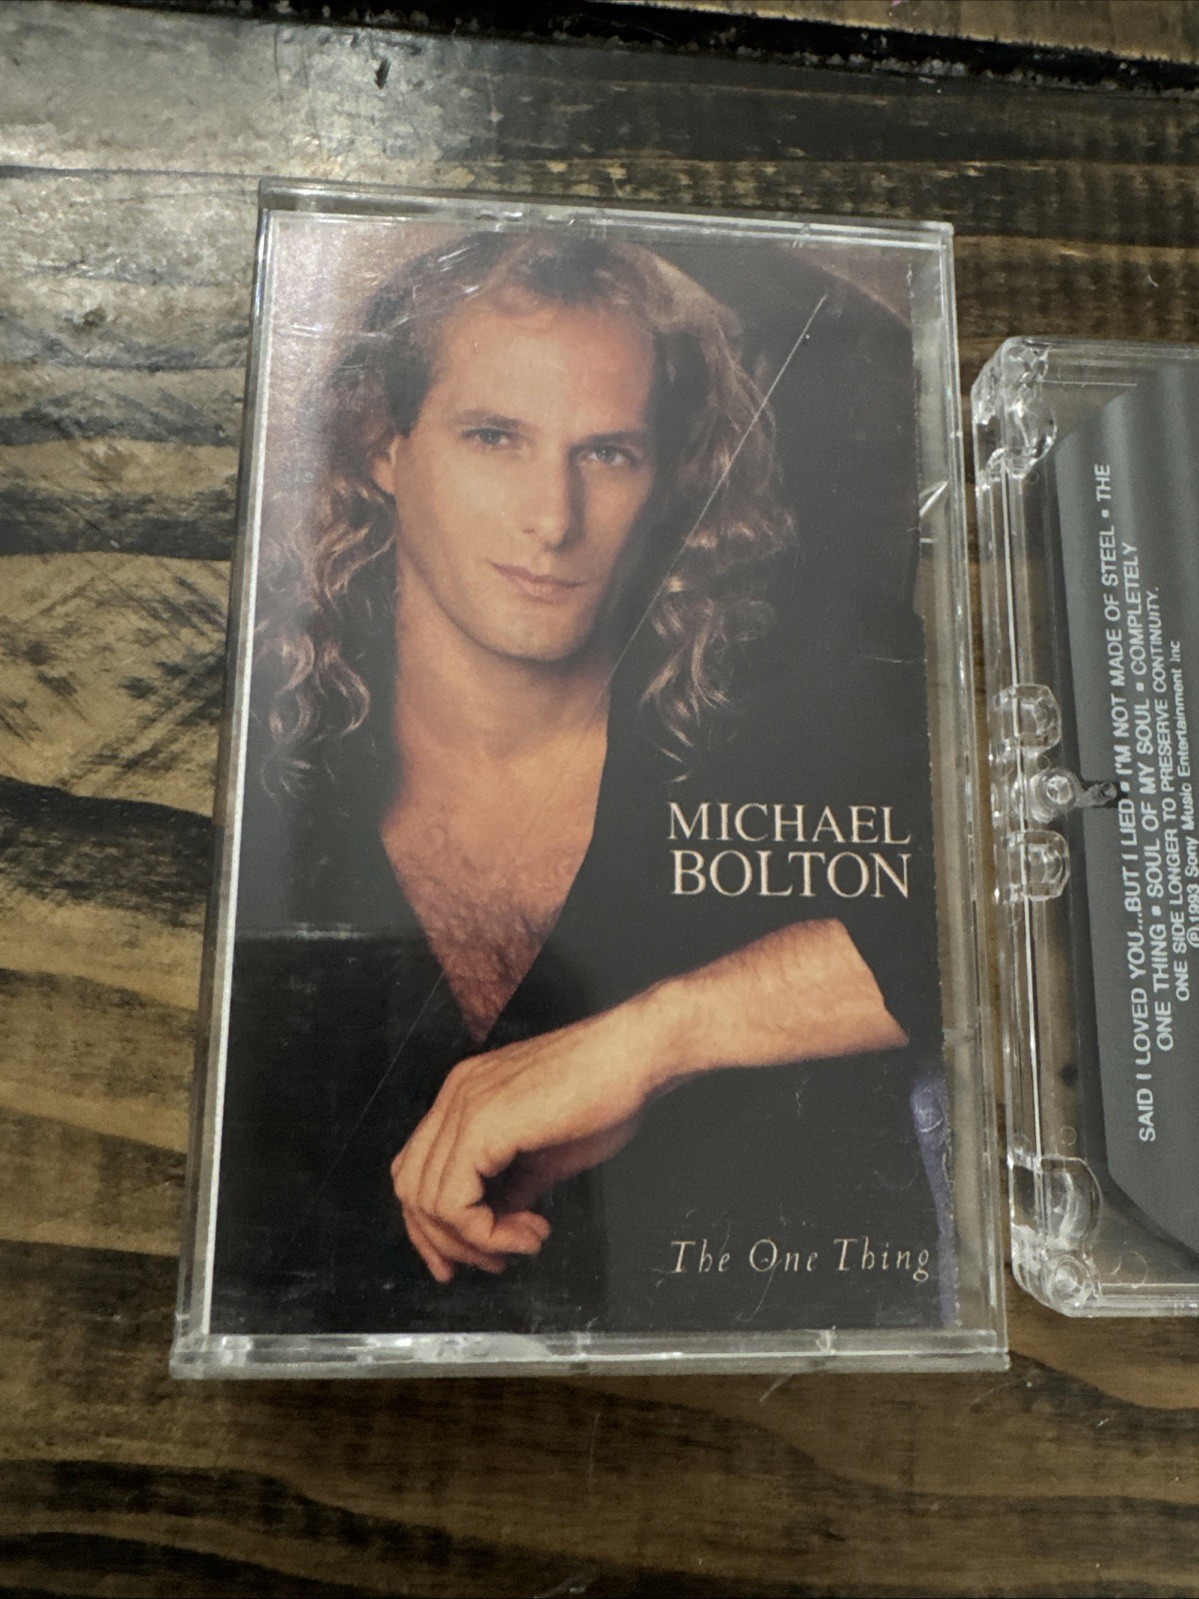 MICHAEL
BOLTON
The One Thing
SAID I LOVED YOU...BUT I LIED ▪ I'M NOT MADE OF STEEL ▪ THE
ONE THING ▪ SOUL OF MY SOUL ▪ COMPLETELY
ONE SIDE LONGER TO PRESERVE CONTINUITY.
℗ 1993 Sony Music Entertainment Inc